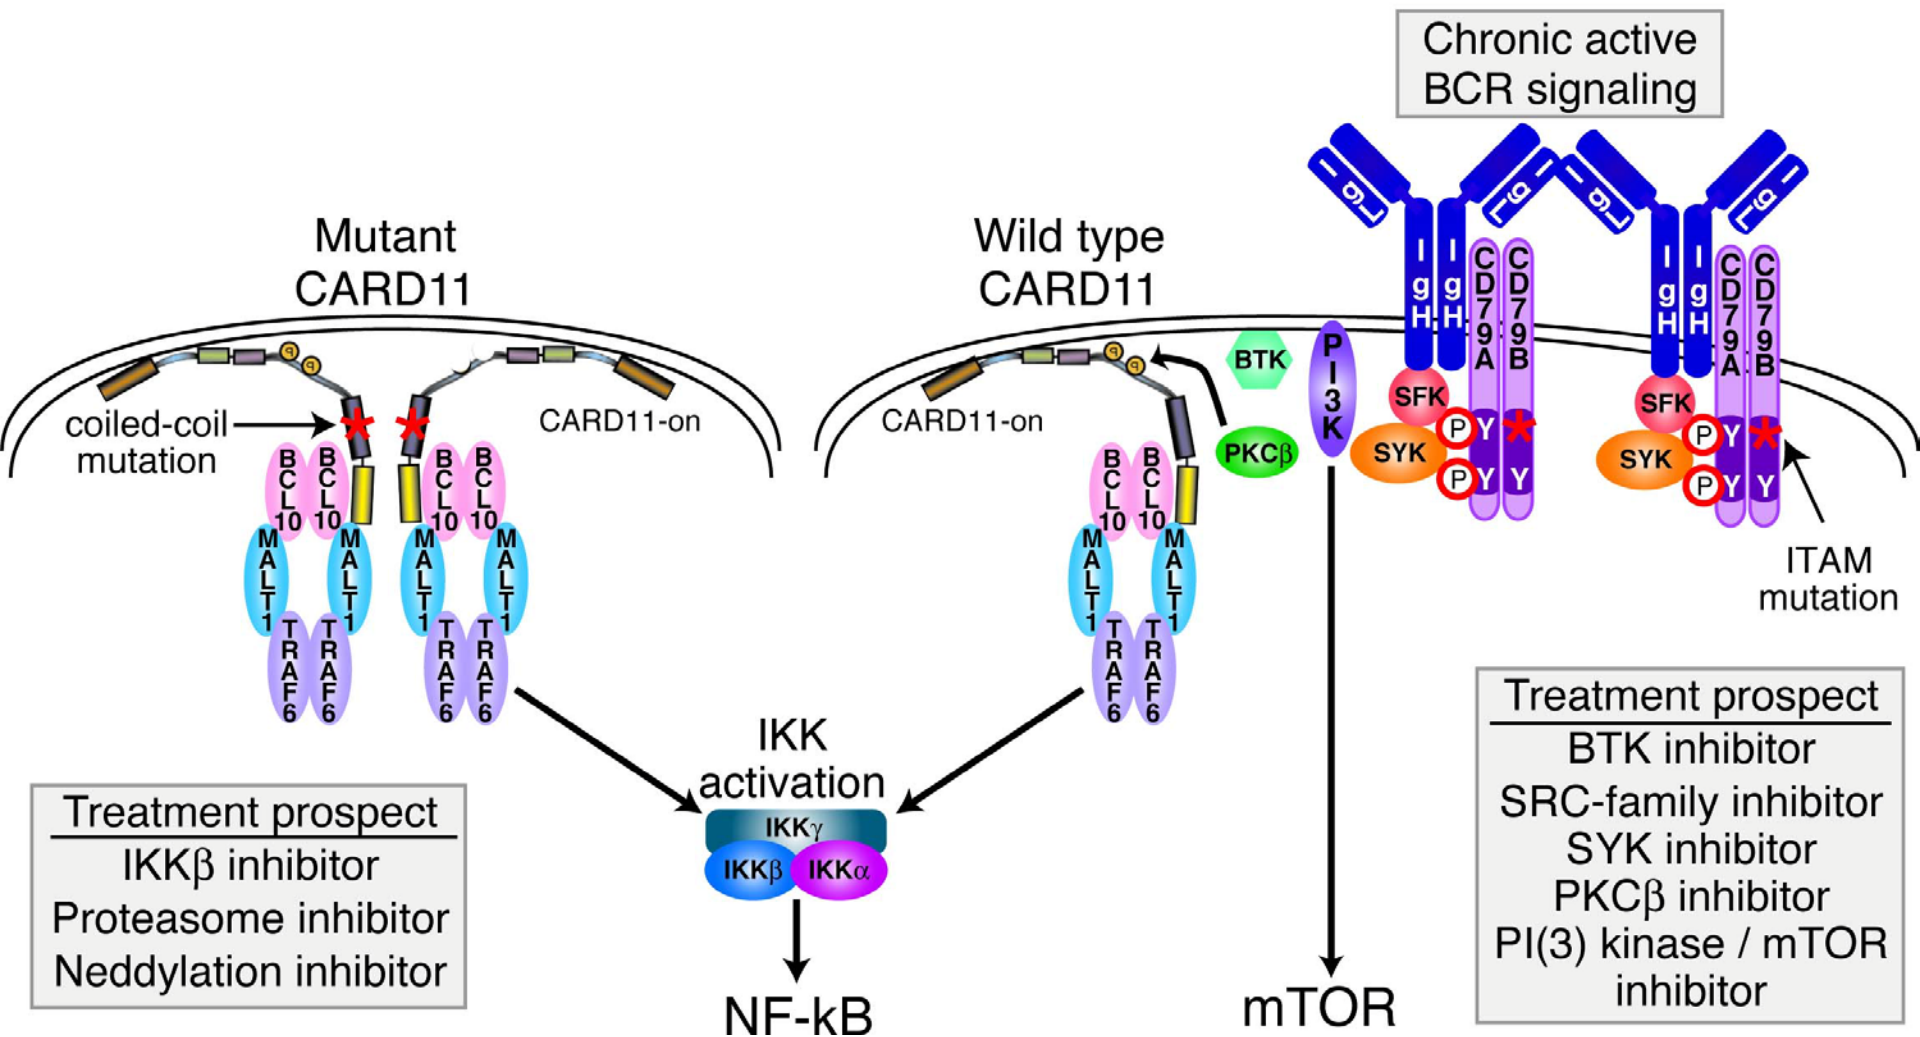 Chronic active
BCR signaling
Mutant
CARD11
Wild type
CARD11
IgL
IgL
IgL
IgL
IgH
IgH
IgH
IgH
CD79A
CD79B
CD79A
CD79B
P
P
P
P
BTK
PI3K
CARD11-on
CARD11-on
coiled-coil
mutation
PKCβ
SFK
SFK
SYK
SYK
P
P
P
P
Y
Y
Y
Y
Y
Y
BCL10
BCL10
BCL10
BCL10
BCL10
BCL10
MALT1
MALT1
MALT1
MALT1
MALT1
MALT1
TRAF6
TRAF6
TRAF6
TRAF6
TRAF6
TRAF6
ITAM
mutation
IKK
activation
IKKγ
IKKβ
IKKα
NF-kB
mTOR
Treatment prospect
IKKβ inhibitor
Proteasome inhibitor
Neddylation inhibitor
Treatment prospect
BTK inhibitor
SRC-family inhibitor
SYK inhibitor
PKCβ inhibitor
PI(3) kinase / mTOR
inhibitor